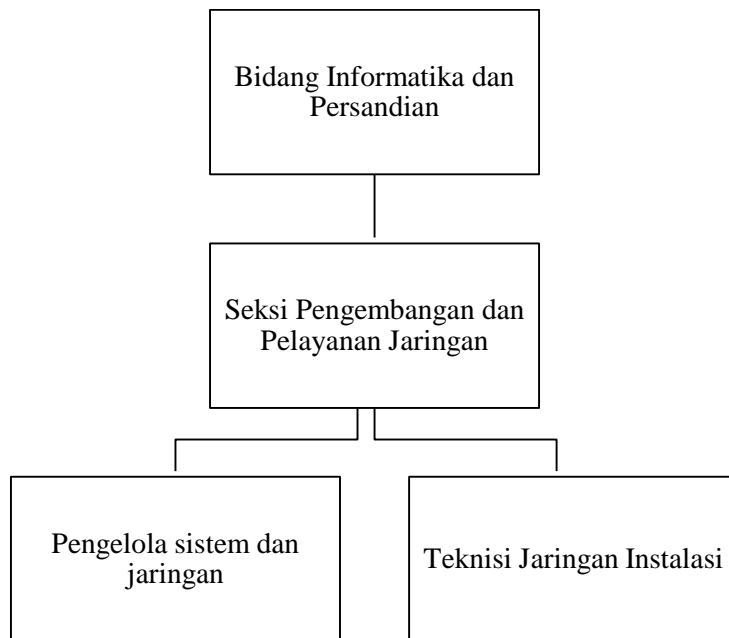 Bidang Informatika dan
Persandian
Seksi Pengembangan dan
Pelayanan Jaringan
Pengelola sistem dan
jaringan
Teknisi Jaringan Instalasi